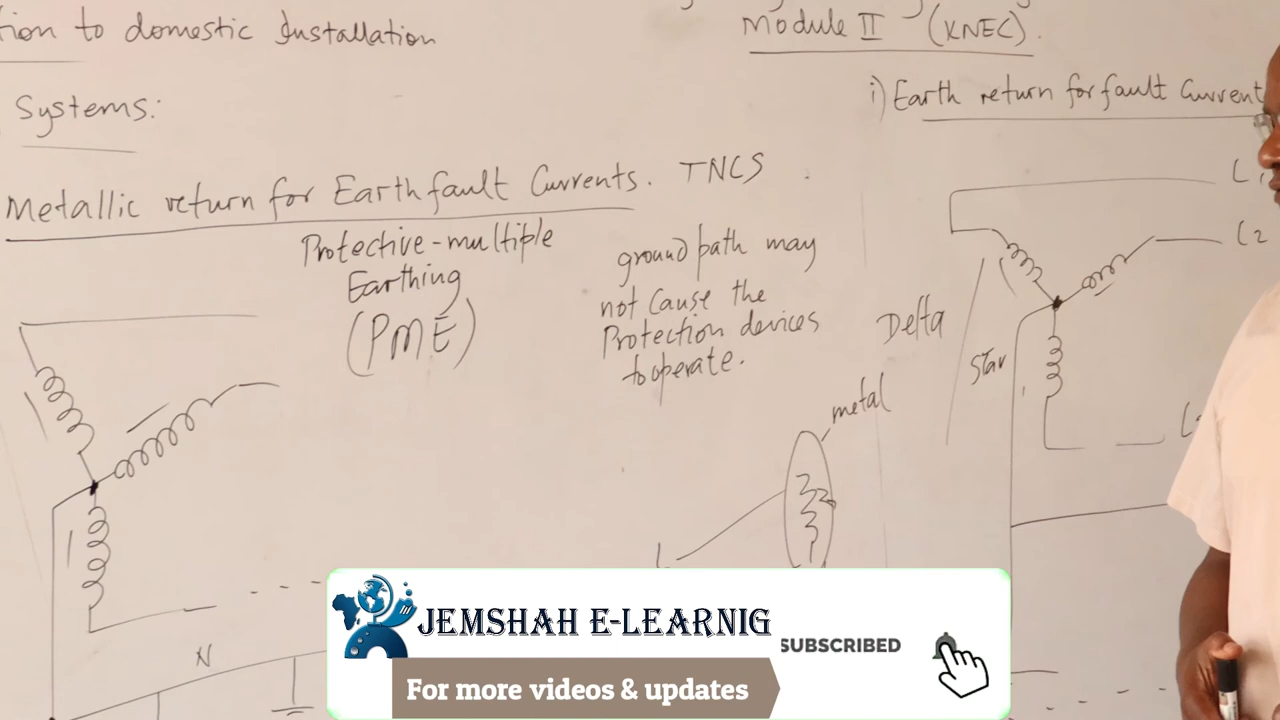 tion to domestic Installation
Module II (KNEC).
Systems:
i) Earth return for fault Current
Metallic return for Earth fault Currents. TNCS
Protective-multiple
Earthing
(PME)
ground path may
not cause the
Protection devices
to operate.
Delta
Star
metal
L1
L2
L
L
N
JEMSHAH E-LEARNIG
SUBSCRIBED
For more videos & updates